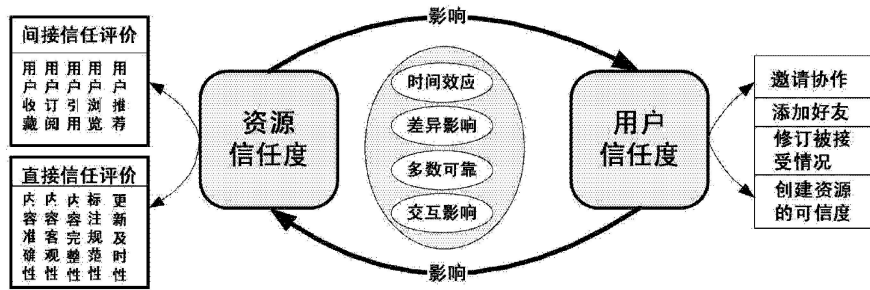 影响
间接信任评价
用户收藏
用户订阅
用户引用
用户浏览
用户推荐
直接信任评价
内容准确性
内容客观性
内容完整性
标注规范性
更新及时性
资源
信任度
时间效应
差异影响
多数可靠
交互影响
用户
信任度
邀请协作
添加好友
修订被接
受情况
创建资源
的可信度
影响